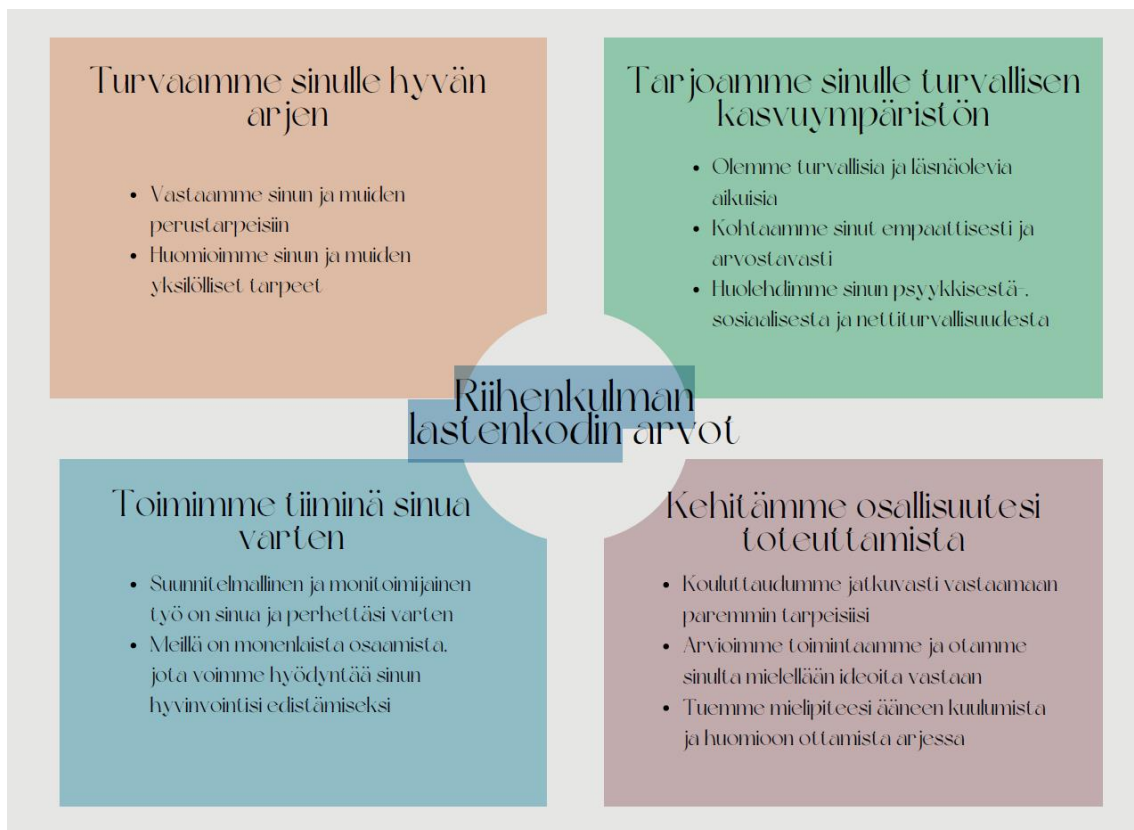 Turvaamme sinulle hyvän
arjen
• Vastaamme sinun ja muiden
perustarpeisiin
• Huomioimme sinun ja muiden
yksilölliset tarpeet
Tarjoamme sinulle turvallisen
kasvuympäristön
• Olemme turvallisia ja läsnäolevia
aikuisia
• Kohtaamme sinut empaattisesti ja
arvostavasti
• Huolehdimme sinun psyykkisestä-,
sosiaalisesta ja nettiturvallisuudesta
Riihenkulman
lastenkodin arvot
Toimimme tiiminä sinua
varten
• Suunnitelmallinen ja monitoimijainen
työ on sinua ja perhettäsi varten
• Meillä on monenlaista osaamista,
jota voimme hyödyntää sinun
hyvinvointisi edistämiseksi
Kehitämme osallisuutesi
toteuttamista
• Kouluttaudumme jatkuvasti vastaamaan
paremmin tarpeisiisi
• Arvioimme toimintaamme ja otamme
sinulta mielellään ideoita vastaan
• Tuemme mielipiteesi ääneen kuulumista
ja huomioon ottamista arjessa